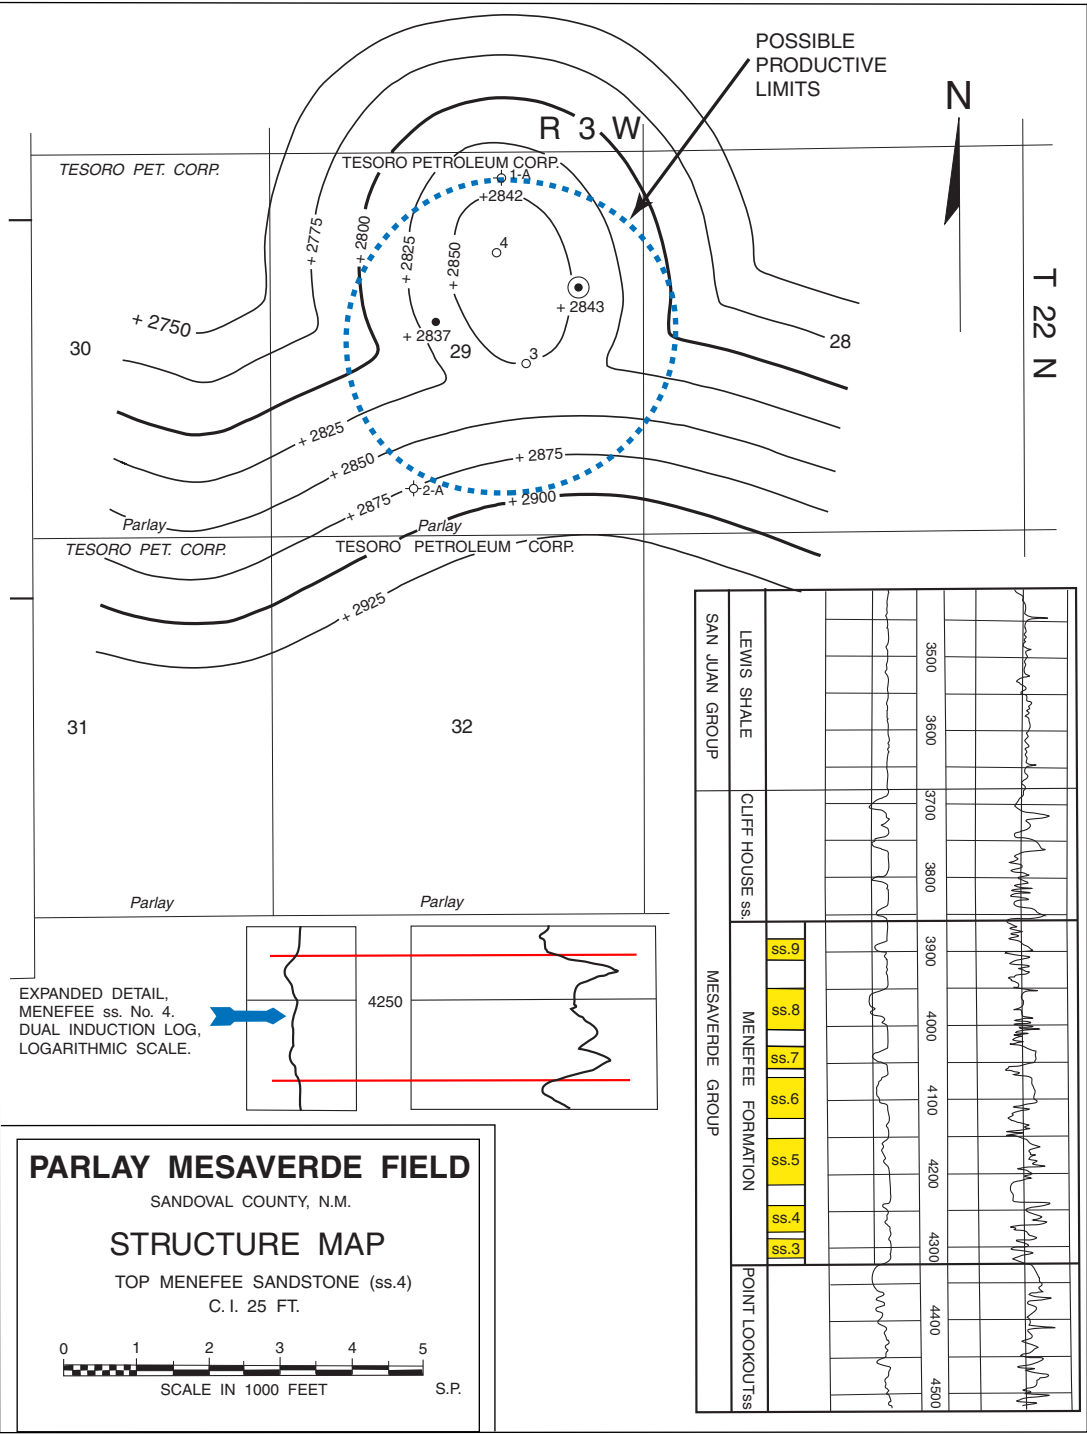 POSSIBLE
PRODUCTIVE
LIMITS
N
R 3 W
TESORO PET. CORP.
TESORO PETROLEUM CORP.
1-A
+2842
+ 2775
+ 2800
+ 2825
+ 2850
4
+ 2843
T 22 N
+ 2750
30
+ 2837
29
3
28
+ 2825
+ 2850
+ 2875
+ 2875
2-A
+ 2900
Parlay
Parlay
TESORO PET. CORP.
TESORO PETROLEUM CORP.
+ 2925
31
32
Parlay
Parlay
SAN JUAN GROUP
LEWIS SHALE
MESAVERDE GROUP
CLIFF HOUSE ss.
MENEFEE FORMATION
POINT LOOKOUT ss
ss.9
ss.8
ss.7
ss.6
ss.5
ss.4
ss.3
3500
3600
3700
3800
3900
4000
4100
4200
4300
4400
4500
4250
EXPANDED DETAIL,
MENEFEE ss. No. 4.
DUAL INDUCTION LOG,
LOGARITHMIC SCALE.
PARLAY MESAVERDE FIELD
SANDOVAL COUNTY, N.M.
STRUCTURE MAP
TOP MENEFEE SANDSTONE (ss.4)
C. I. 25 FT.
0 1 2 3 4 5
SCALE IN 1000 FEET
S.P.